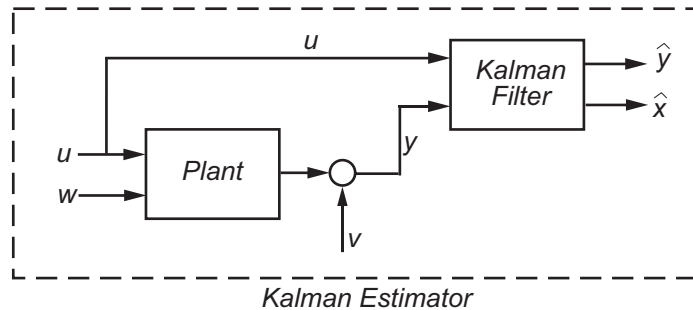 u
Kalman
Filter
ŷ
x̂
y
u
Plant
w
v
Kalman Estimator